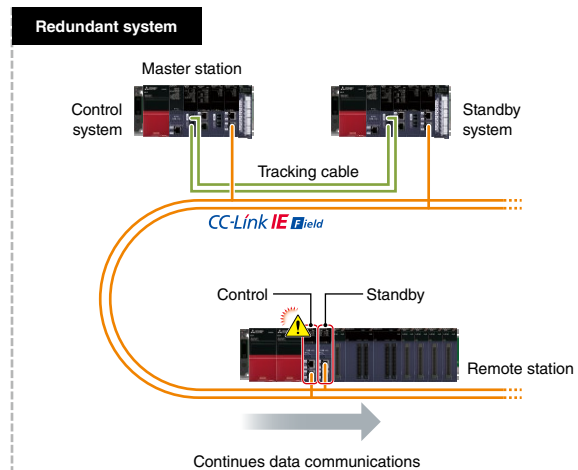 Redundant system
Master station
Control
system
Standby
system
Tracking cable
CC-Link IE Field
Control
Standby
Remote station
Continues data communications